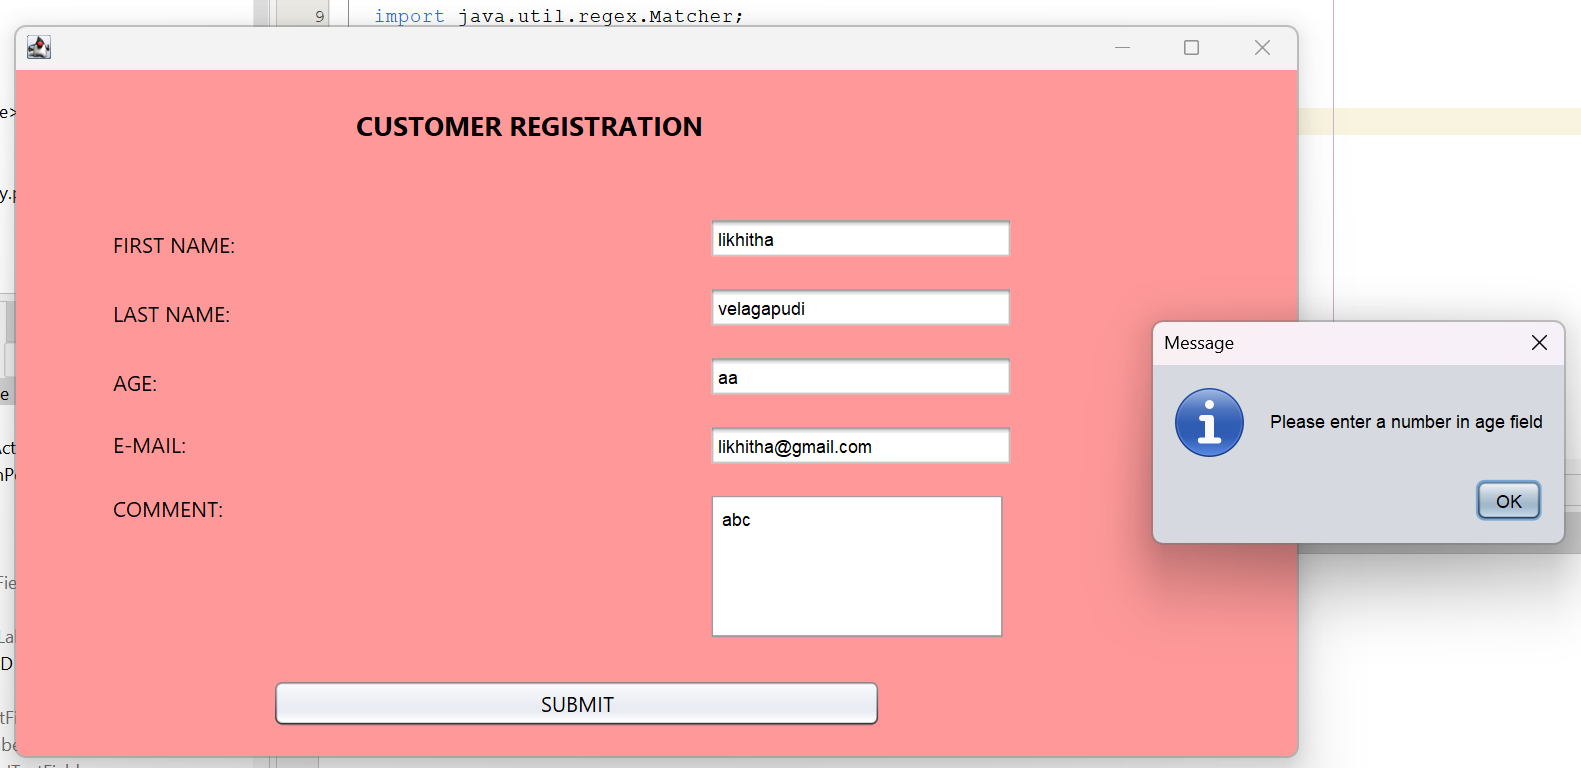 9 import java.util.regex.Matcher;
e>
CUSTOMER REGISTRATION
y.p
FIRST NAME: likhitha
LAST NAME: velagapudi
Message
AGE: aa
e
Please enter a number in age field
E-MAIL: likhitha@gmail.com
OK
COMMENT: abc
Fie
D
SUBMIT